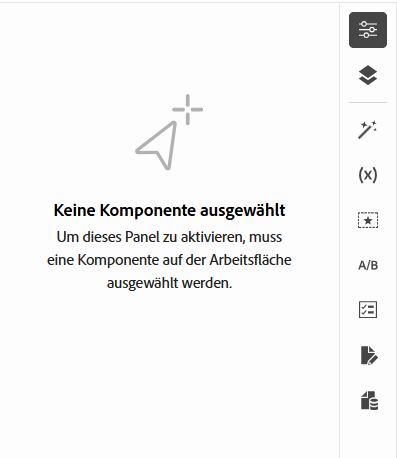 Keine Komponente ausgewählt
Um dieses Panel zu aktivieren, muss
eine Komponente auf der Arbeitsfläche
ausgewählt werden.
(x)
A/B